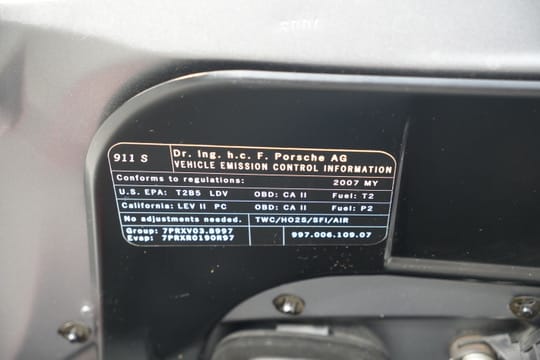 911 S
Dr. Ing. h.c. F. Porsche AG
VEHICLE EMISSION CONTROL INFORMATION
Conforms to regulations: 2007 MY
U.S. EPA: T2B5 LDV OBD: CA II Fuel: T2
California: LEV II PC OBD: CA II Fuel: P2
No adjustments needed. TWC/HO2S/SFI/AIR
Group: 7PRXV03.8997
Evap: 7PRXR0190R97
997.006.109.07